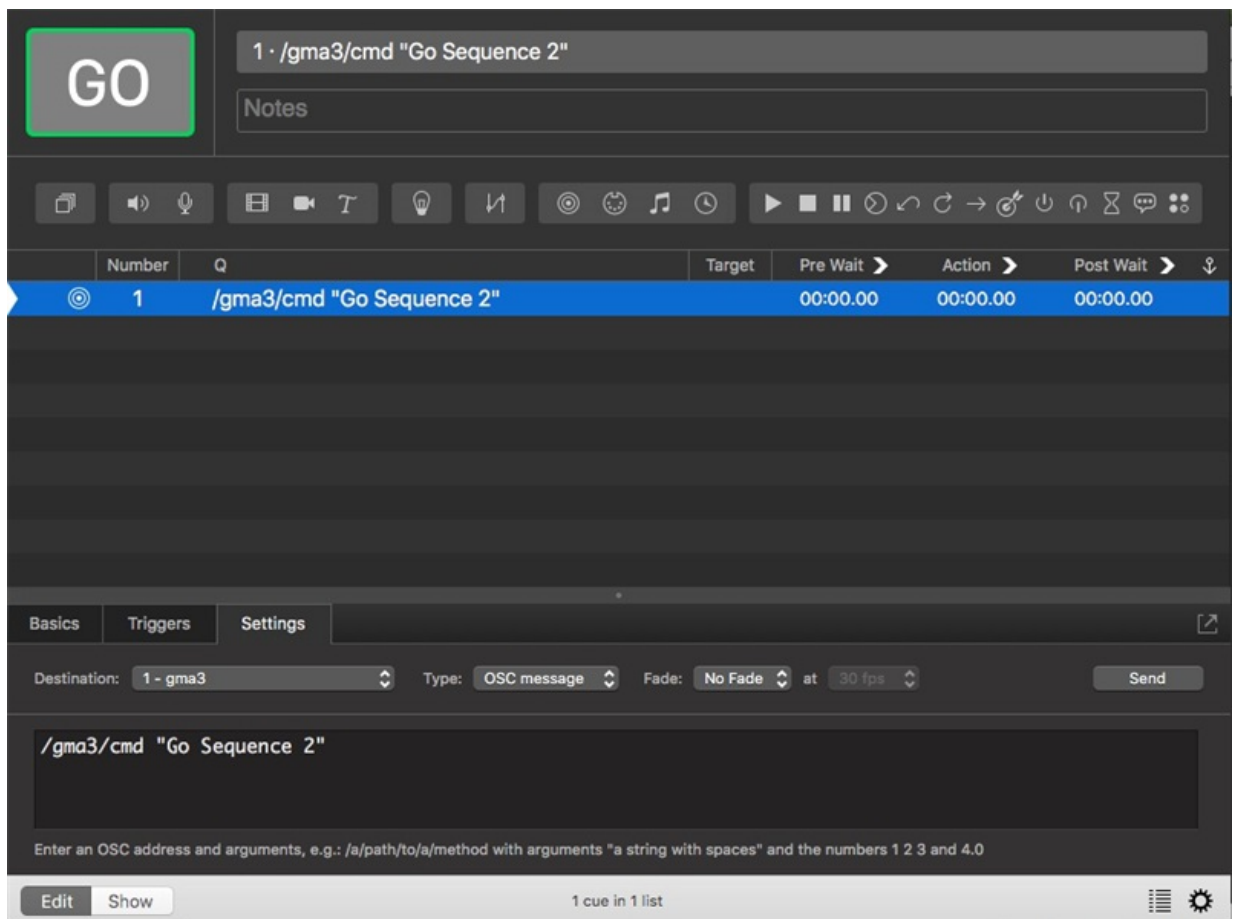 GO
1 · /gma3/cmd "Go Sequence 2"
Notes
Number Q Target Pre Wait Action Post Wait
1 /gma3/cmd "Go Sequence 2" 00:00.00 00:00.00 00:00.00
Basics Triggers Settings
Destination: 1 - gma3 Type: OSC message Fade: No Fade at 30 fps Send
/gma3/cmd "Go Sequence 2"
Enter an OSC address and arguments, e.g.: /a/path/to/a/method with arguments "a string with spaces" and the numbers 1 2 3 and 4.0
Edit Show 1 cue in 1 list